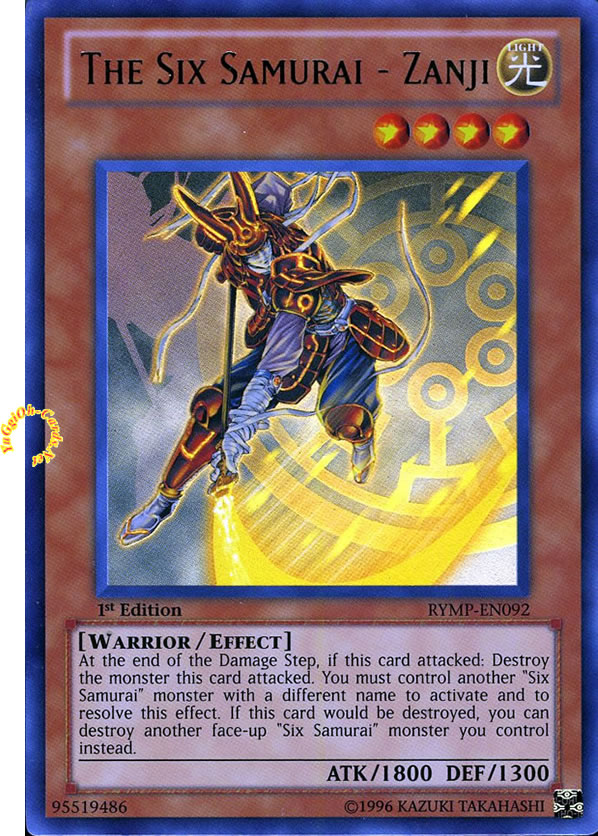 THE SIX SAMURAI - ZANJI
LIGHT
光
YuGgiOh-Cards.Net
1st Edition
RYMP-EN092
[WARRIOR/EFFECT]
At the end of the Damage Step, if this card attacked: Destroy
the monster this card attacked. You must control another "Six
Samurai" monster with a different name to activate and to
resolve this effect. If this card would be destroyed, you can
destroy another face-up "Six Samurai" monster you control
instead.
ATK/1800 DEF/1300
95519486
©1996 KAZUKI TAKAHASHI